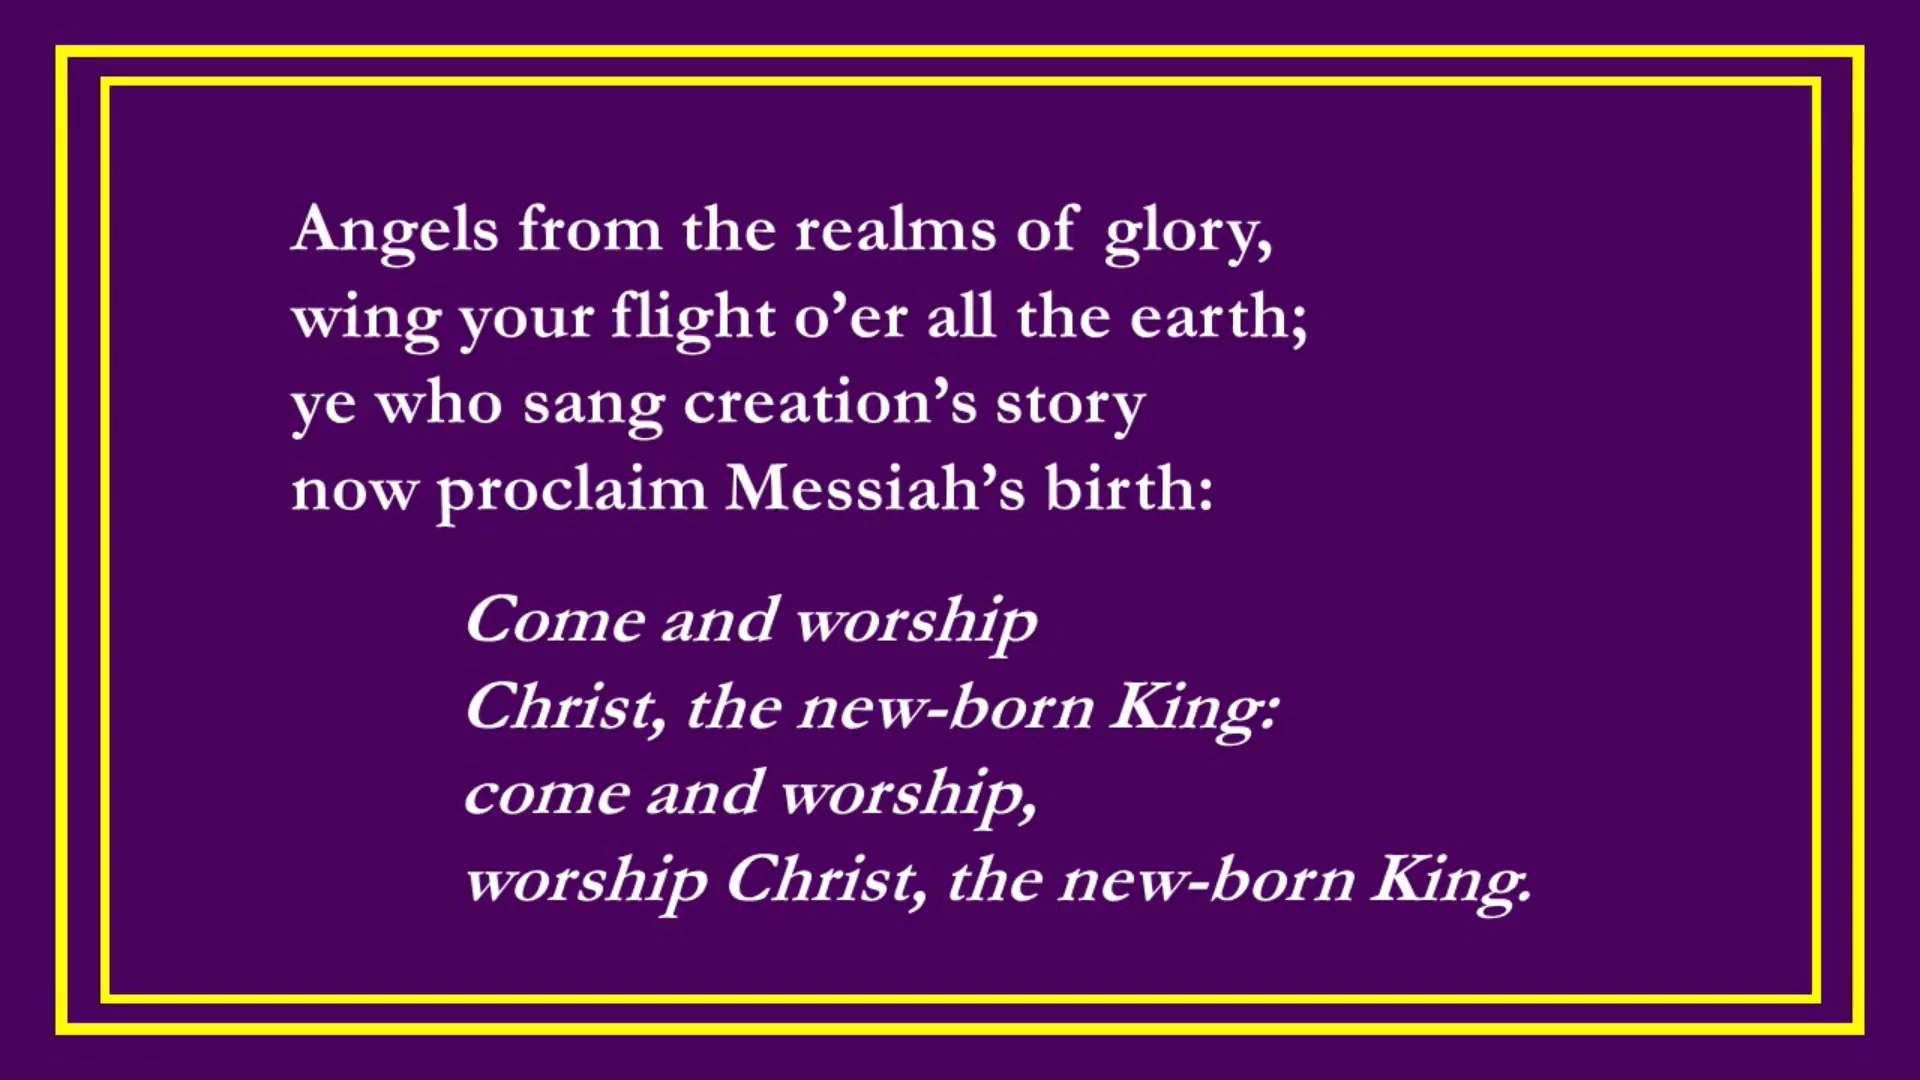 Angels from the realms of glory,
wing your flight o’er all the earth;
ye who sang creation’s story
now proclaim Messiah’s birth:
Come and worship
Christ, the new-born King:
come and worship,
worship Christ, the new-born King.